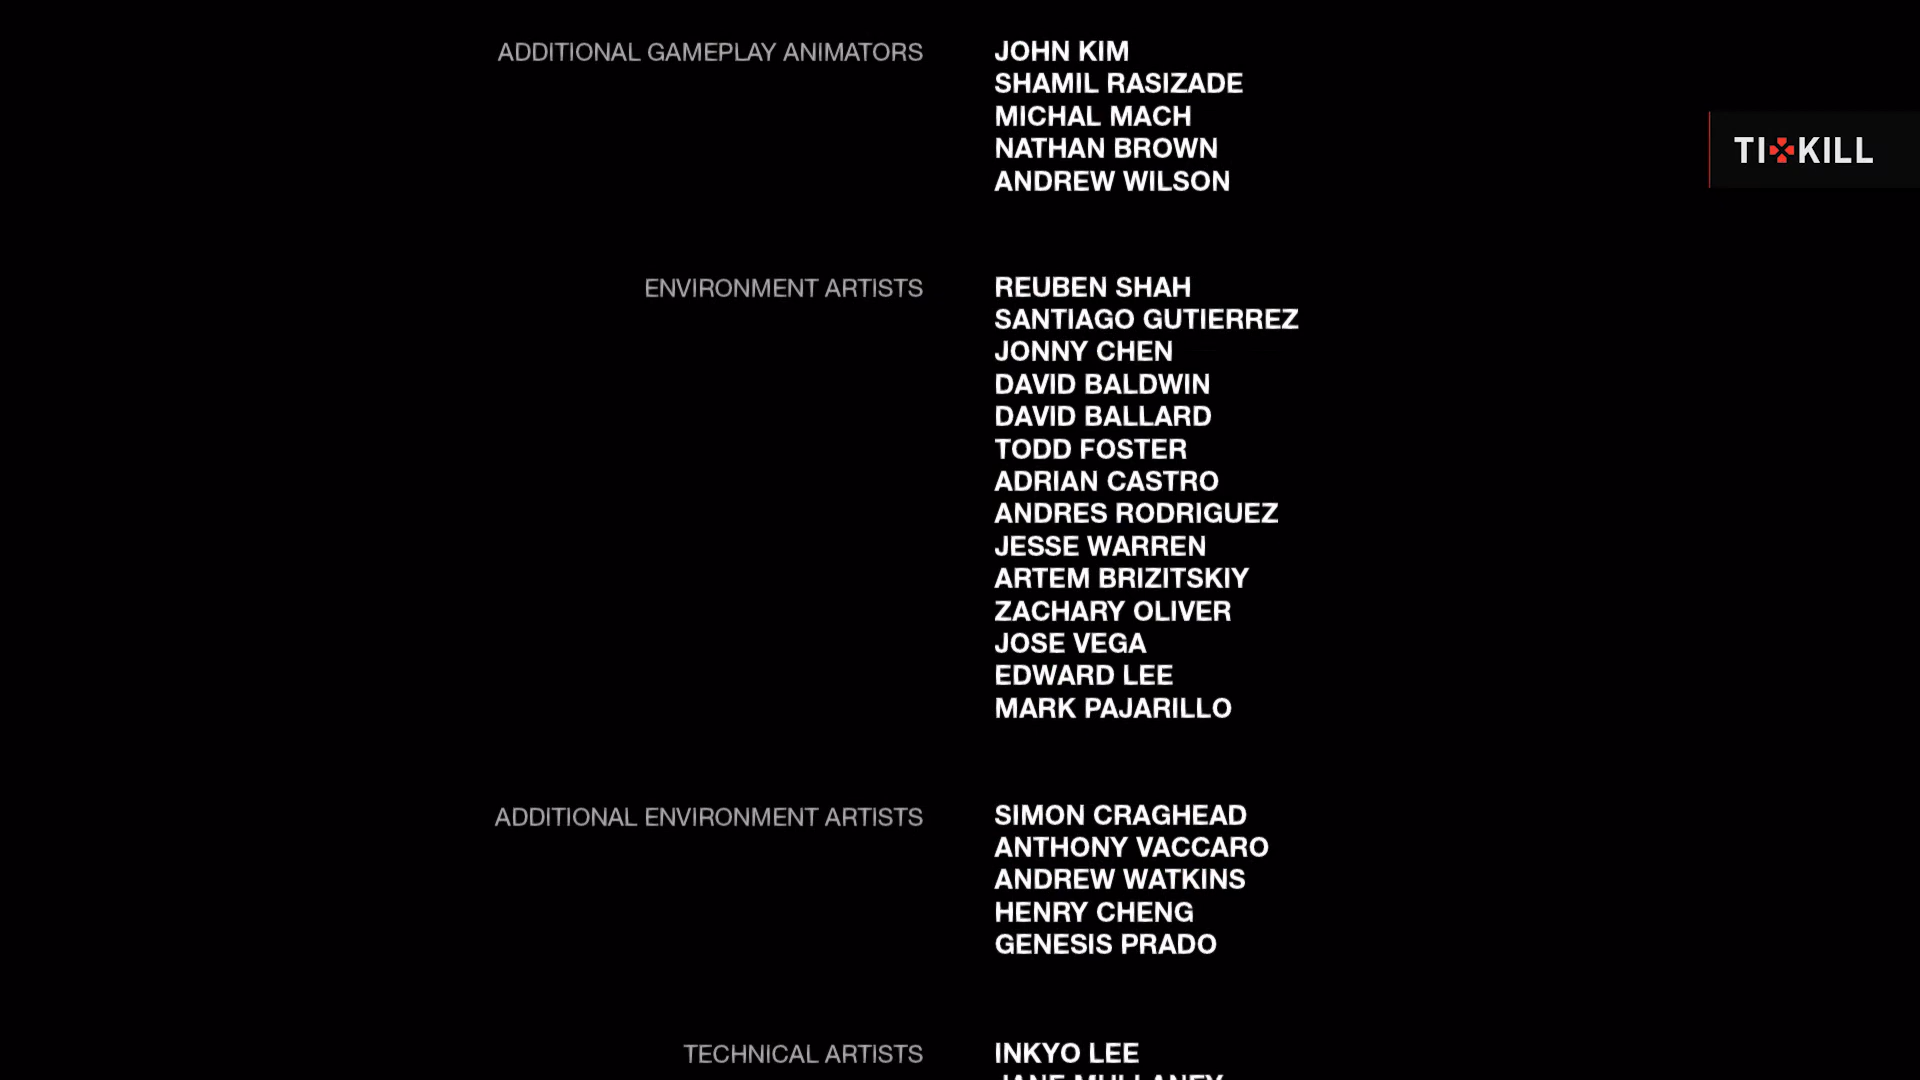 ADDITIONAL GAMEPLAY ANIMATORS
JOHN KIM
SHAMIL RASIZADE
MICHAL MACH
NATHAN BROWN
ANDREW WILSON
TI KILL
ENVIRONMENT ARTISTS
REUBEN SHAH
SANTIAGO GUTIERREZ
JONNY CHEN
DAVID BALDWIN
DAVID BALLARD
TODD FOSTER
ADRIAN CASTRO
ANDRES RODRIGUEZ
JESSE WARREN
ARTEM BRIZITSKIY
ZACHARY OLIVER
JOSE VEGA
EDWARD LEE
MARK PAJARILLO
ADDITIONAL ENVIRONMENT ARTISTS
SIMON CRAGHEAD
ANTHONY VACCARO
ANDREW WATKINS
HENRY CHENG
GENESIS PRADO
TECHNICAL ARTISTS
INKYO LEE